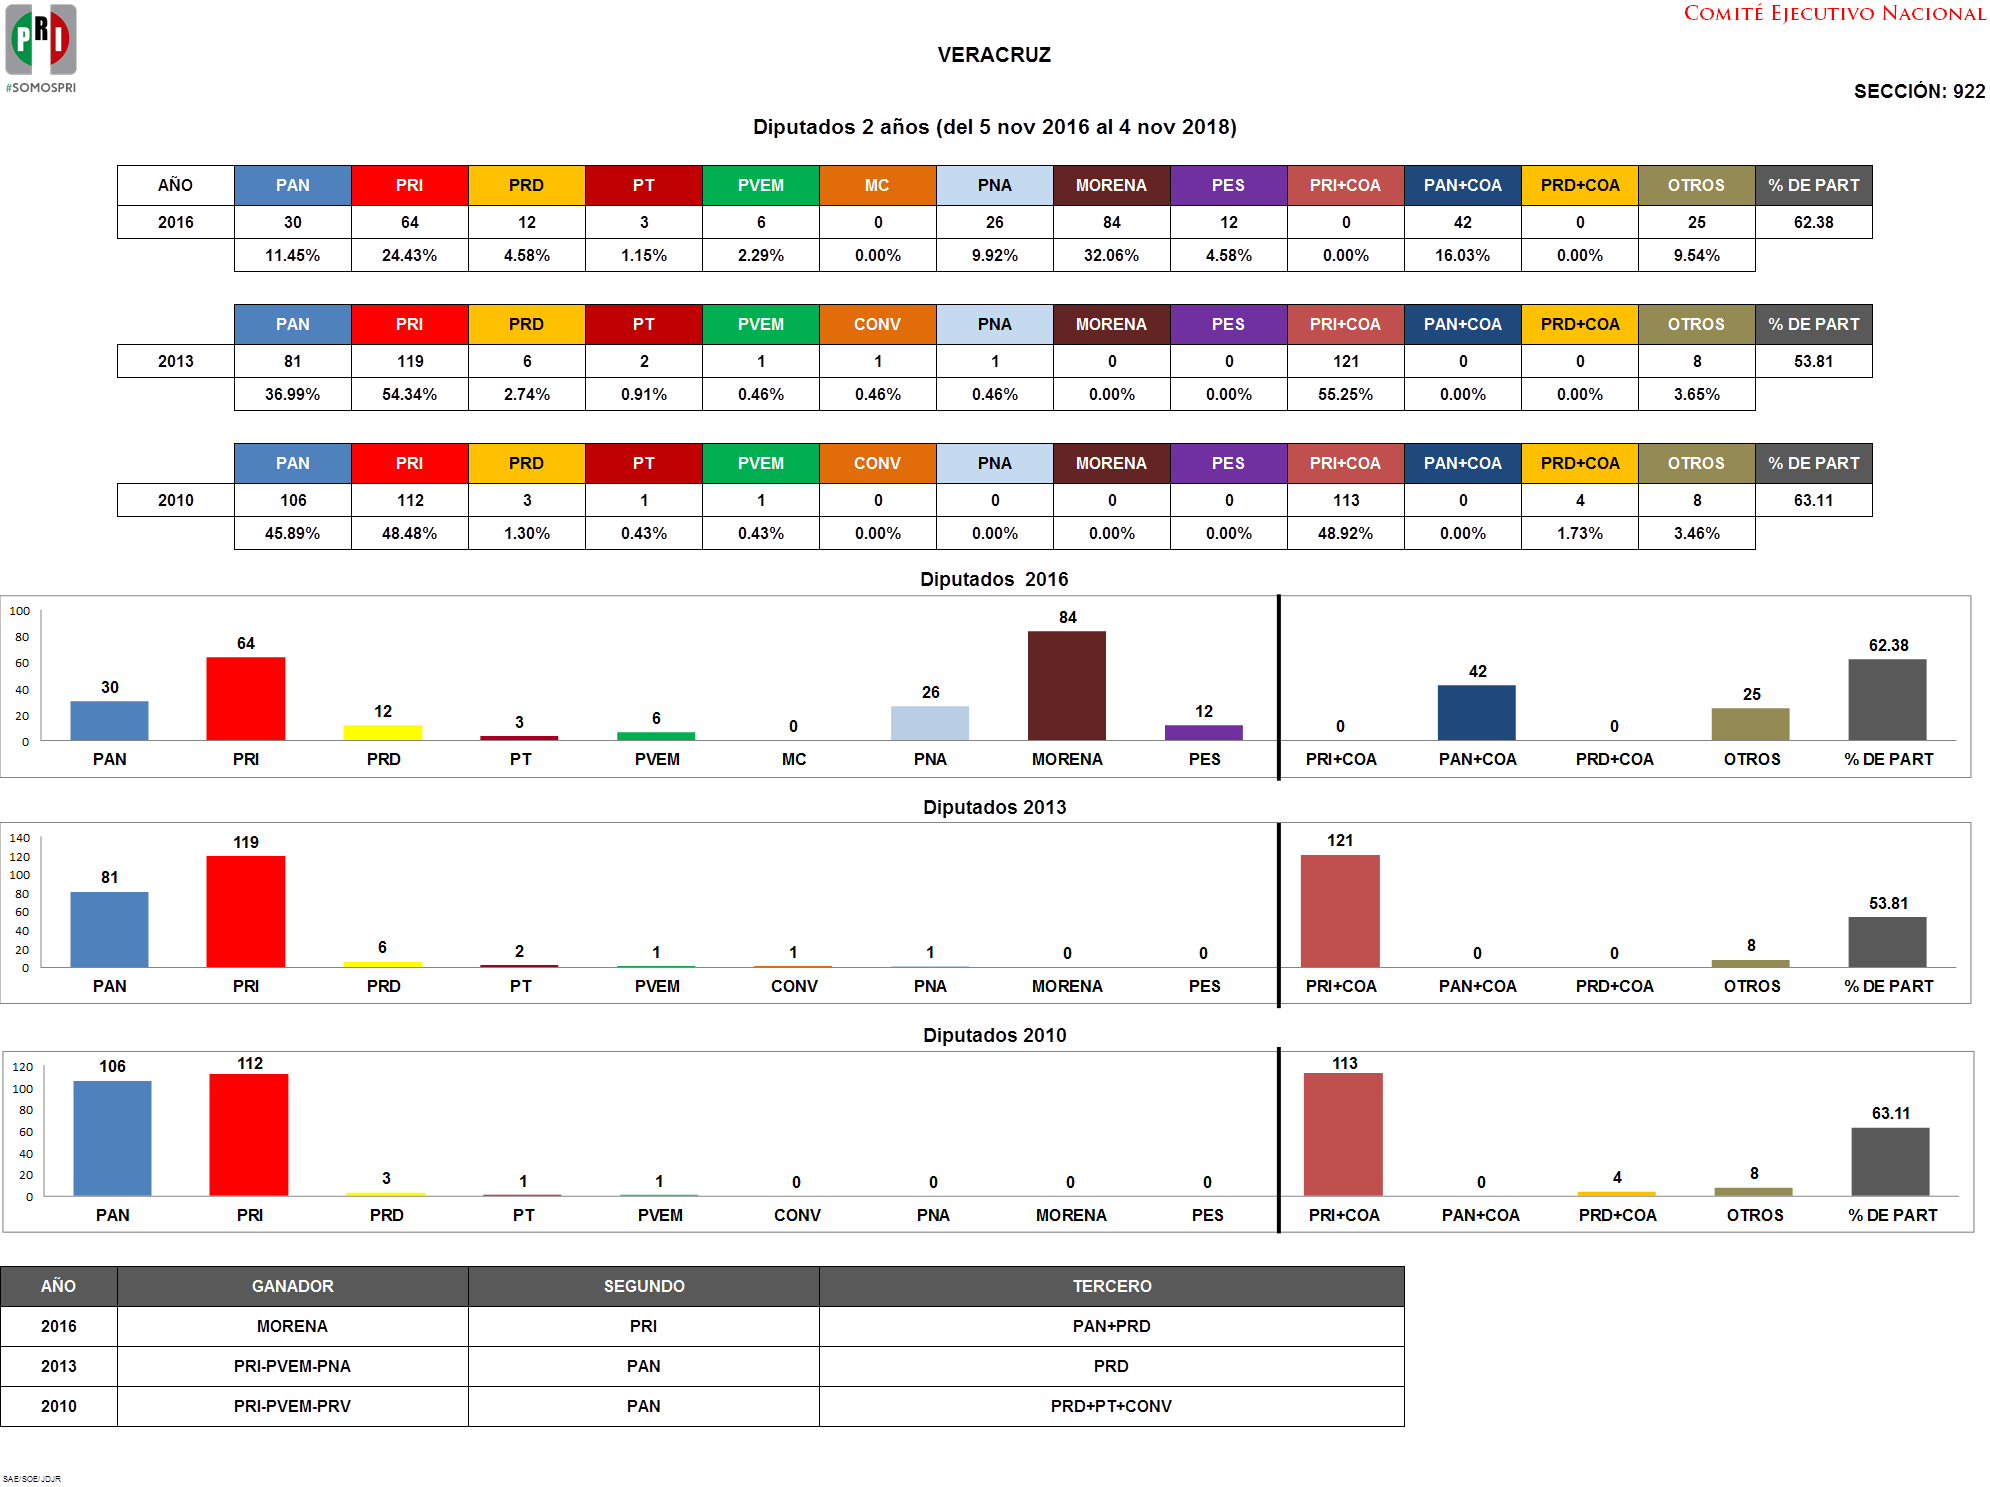 PRI
#SOMOSPRI
COMITÉ EJECUTIVO NACIONAL
VERACRUZ
SECCIÓN: 922
Diputados 2 años (del 5 nov 2016 al 4 nov 2018)
AÑO PAN PRI PRD PT PVEM MC PNA MORENA PES PRI+COA PAN+COA PRD+COA OTROS % DE PART
2016 30 64 12 3 6 0 26 84 12 0 42 0 25 62.38
11.45% 24.43% 4.58% 1.15% 2.29% 0.00% 9.92% 32.06% 4.58% 0.00% 16.03% 0.00% 9.54%
PAN PRI PRD PT PVEM CONV PNA MORENA PES PRI+COA PAN+COA PRD+COA OTROS % DE PART
2013 81 119 6 2 1 1 1 0 0 121 0 0 8 53.81
36.99% 54.34% 2.74% 0.91% 0.46% 0.46% 0.46% 0.00% 0.00% 55.25% 0.00% 0.00% 3.65%
PAN PRI PRD PT PVEM CONV PNA MORENA PES PRI+COA PAN+COA PRD+COA OTROS % DE PART
2010 106 112 3 1 1 0 0 0 0 113 0 4 8 63.11
45.89% 48.48% 1.30% 0.43% 0.43% 0.00% 0.00% 0.00% 0.00% 48.92% 0.00% 1.73% 3.46%
Diputados 2016
100
80
60
40
20
0
30 64 12 3 6 0 26 84 12 0 42 0 25 62.38
PAN PRI PRD PT PVEM MC PNA MORENA PES PRI+COA PAN+COA PRD+COA OTROS % DE PART
Diputados 2013
140
120
100
80
60
40
20
0
81 119 6 2 1 1 1 0 0 121 0 0 8 53.81
PAN PRI PRD PT PVEM CONV PNA MORENA PES PRI+COA PAN+COA PRD+COA OTROS % DE PART
Diputados 2010
120
100
80
60
40
20
0
106 112 3 1 1 0 0 0 0 113 0 4 8 63.11
PAN PRI PRD PT PVEM CONV PNA MORENA PES PRI+COA PAN+COA PRD+COA OTROS % DE PART
AÑO GANADOR SEGUNDO TERCERO
2016 MORENA PRI PAN+PRD
2013 PRI-PVEM-PNA PAN PRD
2010 PRI-PVEM-PRV PAN PRD+PT+CONV
SAE/SOE/JDJR